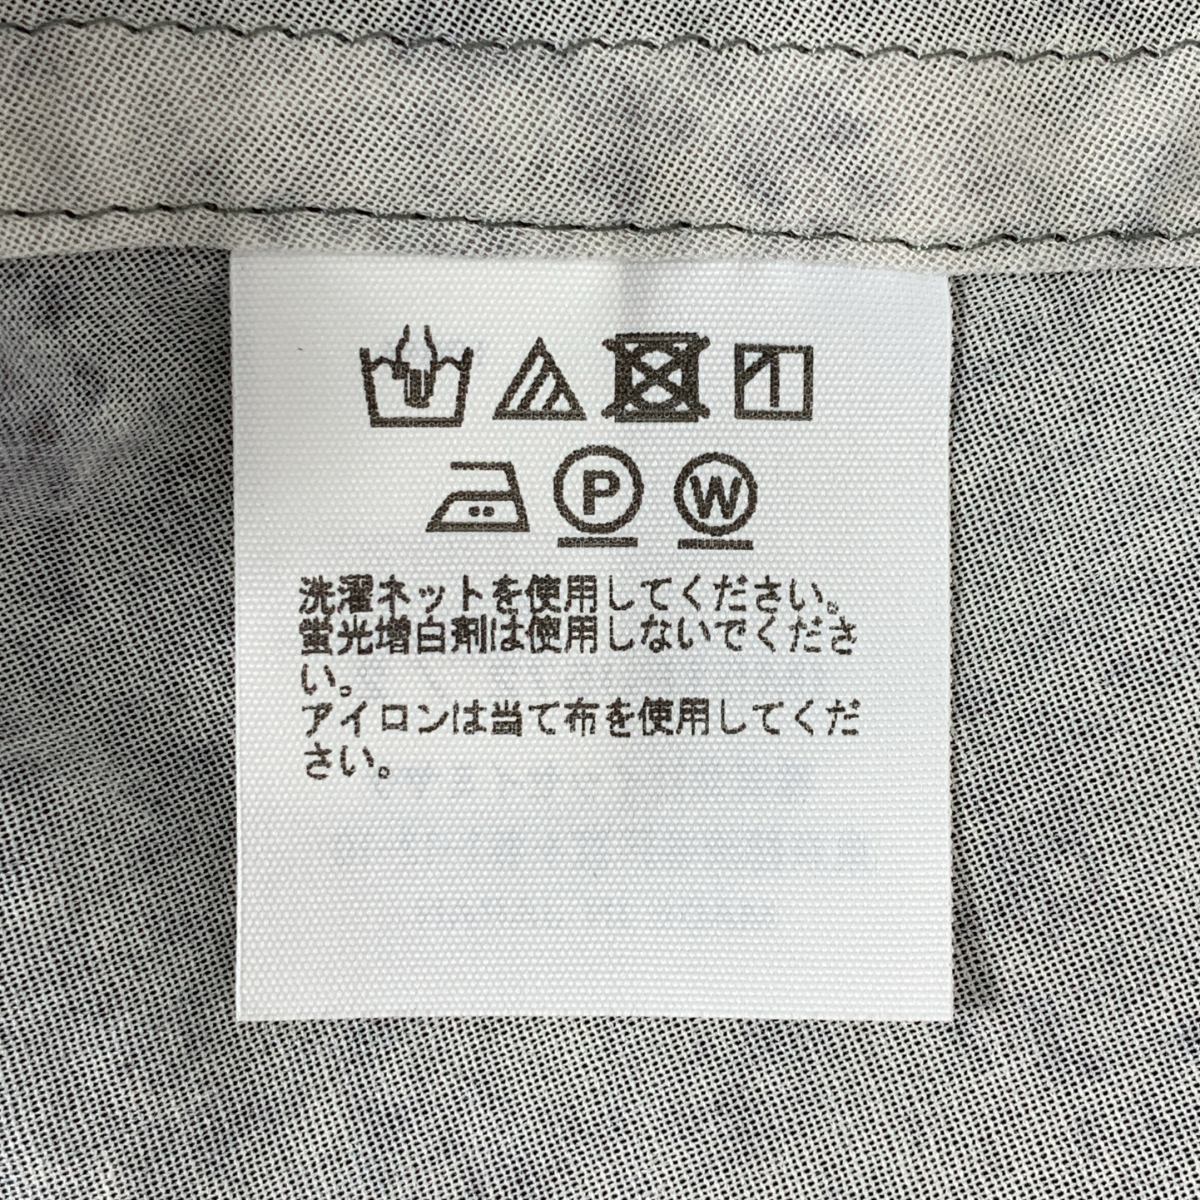 P W
洗濯ネットを使用してください。
蛍光増白剤は使用しないでくださ
い。
アイロンは当て布を使用してくだ
さい。